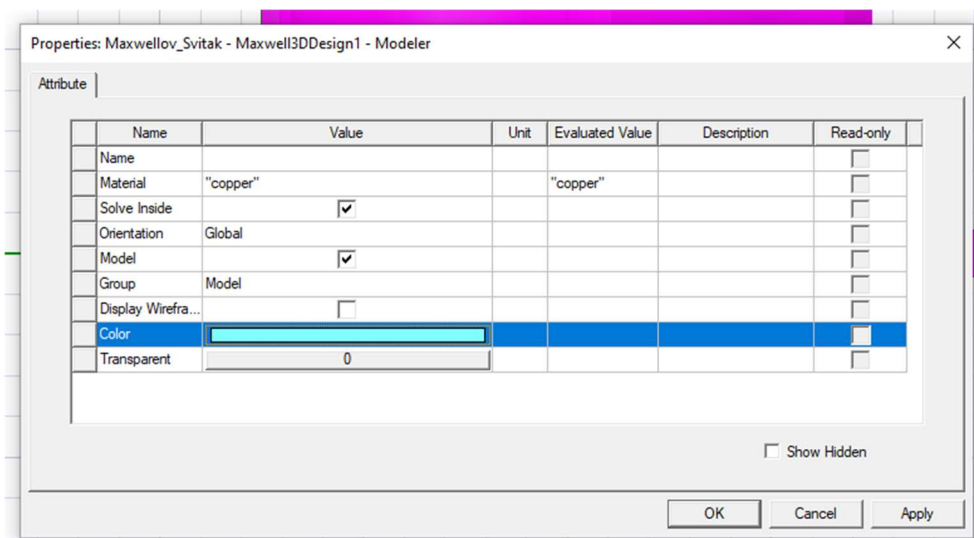 Properties: Maxwellov_Svitak - Maxwell3DDesign1 - Modeler
Attribute
Name Value Unit Evaluated Value Description Read-only
Name
Material "copper" "copper"
Solve Inside
Orientation Global
Model
Group Model
Display Wirefra...
Color
Transparent 0
Show Hidden
OK Cancel Apply